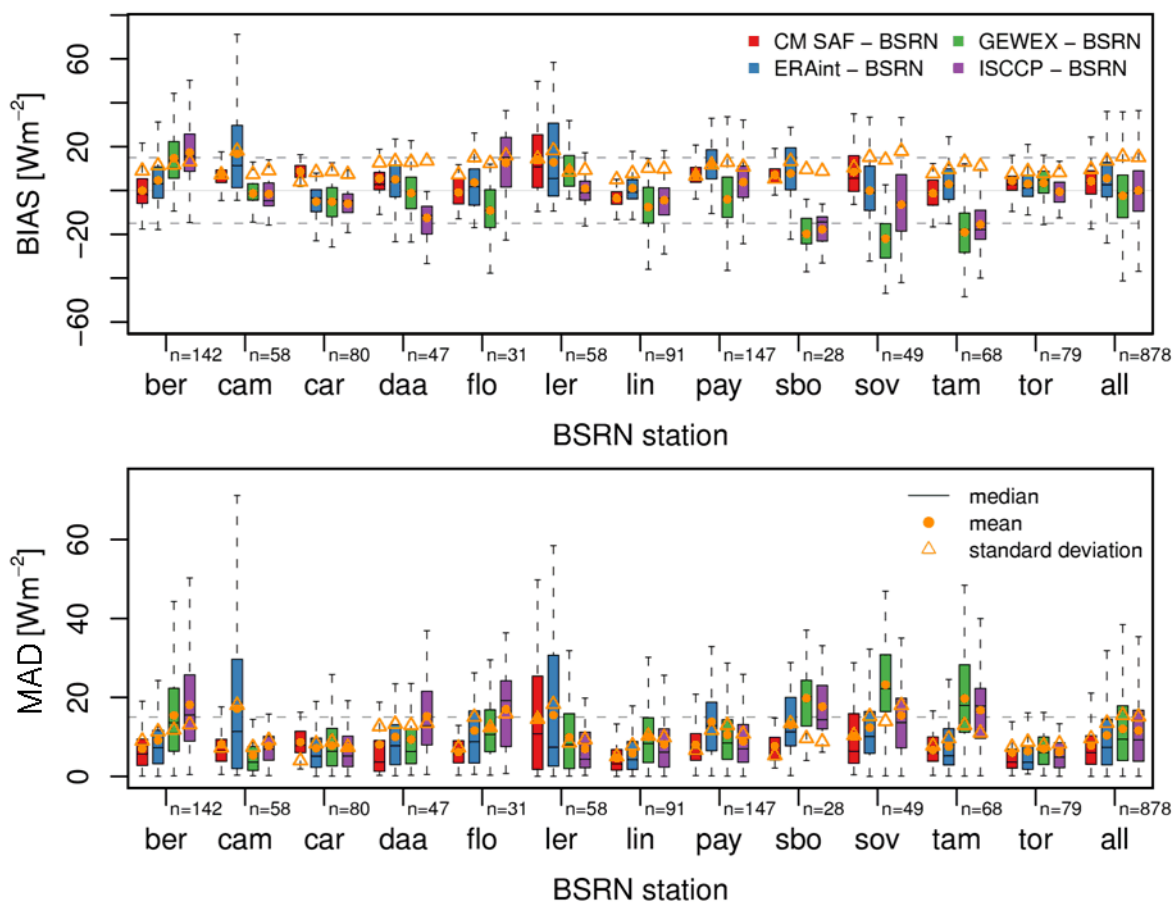 BIAS [Wm−2]
60
20
−20
−60
CM SAF − BSRN
GEWEX − BSRN
ERAint − BSRN
ISCCP − BSRN
n=142 n=58 n=80 n=47 n=31 n=58 n=91 n=147 n=28 n=49 n=68 n=79 n=878
ber cam car daa flo ler lin pay sbo sov tam tor all
BSRN station
MAD [Wm−2]
60
40
20
0
median
mean
standard deviation
n=142 n=58 n=80 n=47 n=31 n=58 n=91 n=147 n=28 n=49 n=68 n=79 n=878
ber cam car daa flo ler lin pay sbo sov tam tor all
BSRN station